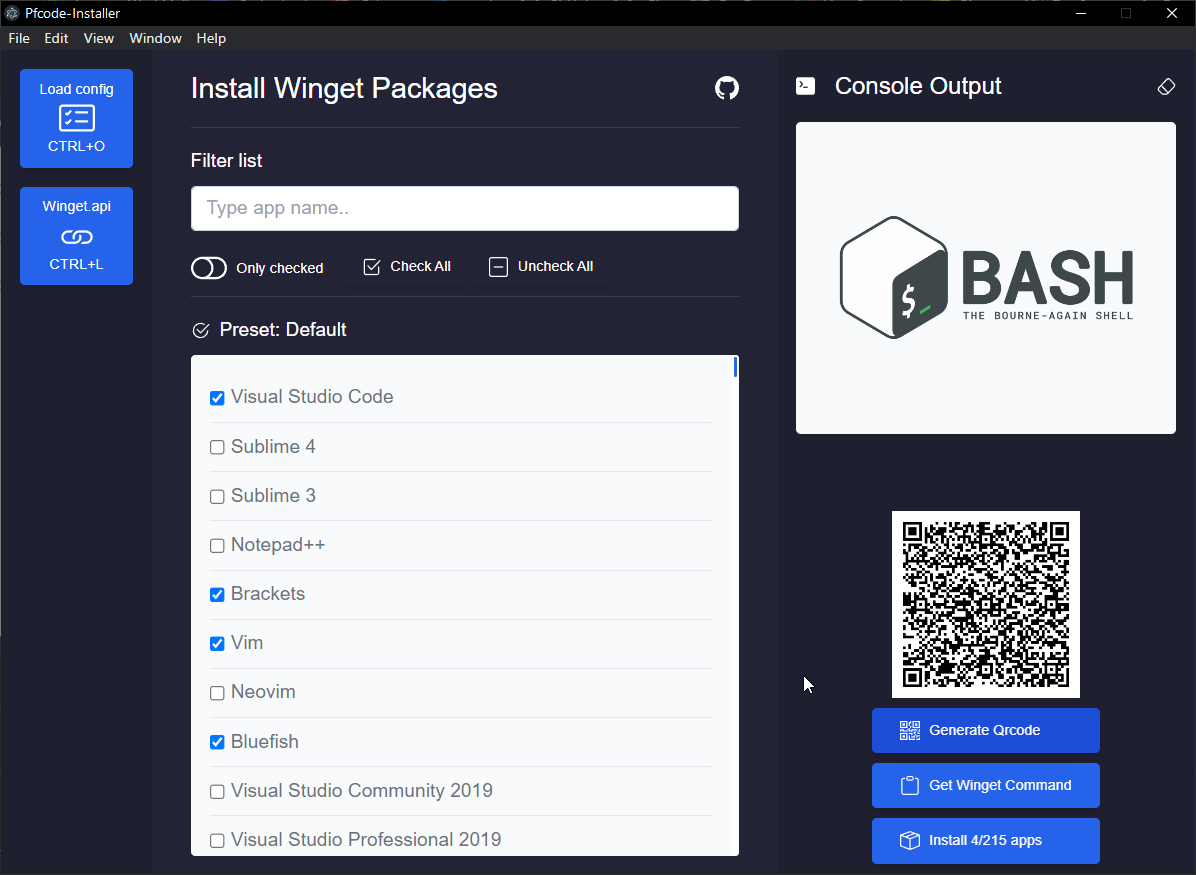 Pfcode-Installer
File Edit View Window Help
Load config
CTRL+O
Winget.api
CTRL+L
Install Winget Packages
Filter list
Type app name..
Only checked
Check All
Uncheck All
Preset: Default
Visual Studio Code
Sublime 4
Sublime 3
Notepad++
Brackets
Vim
Neovim
Bluefish
Visual Studio Community 2019
Visual Studio Professional 2019
Console Output
$_
BASH
THE BOURNE-AGAIN SHELL
Generate Qrcode
Get Winget Command
Install 4/215 apps